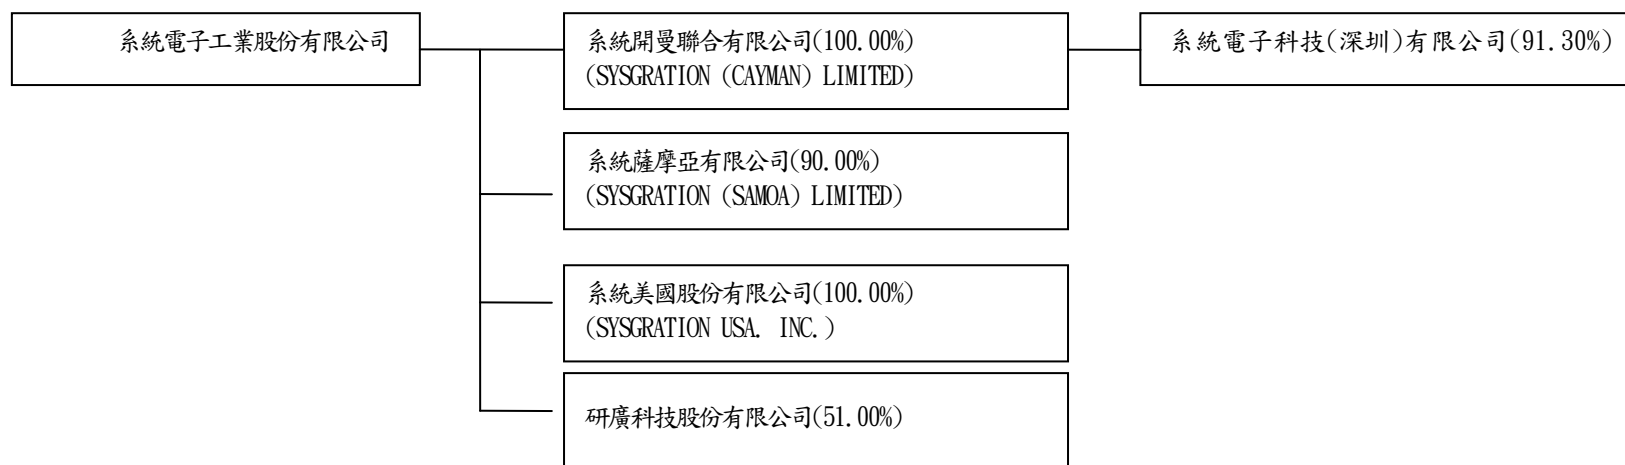 系統電子工業股份有限公司
系統開曼聯合有限公司(100.00%)
(SYSGRATION (CAYMAN) LIMITED)
系統電子科技(深圳)有限公司(91.30%)
系統薩摩亞有限公司(90.00%)
(SYSGRATION (SAMOA) LIMITED)
系統美國股份有限公司(100.00%)
(SYSGRATION USA. INC.)
研廣科技股份有限公司(51.00%)